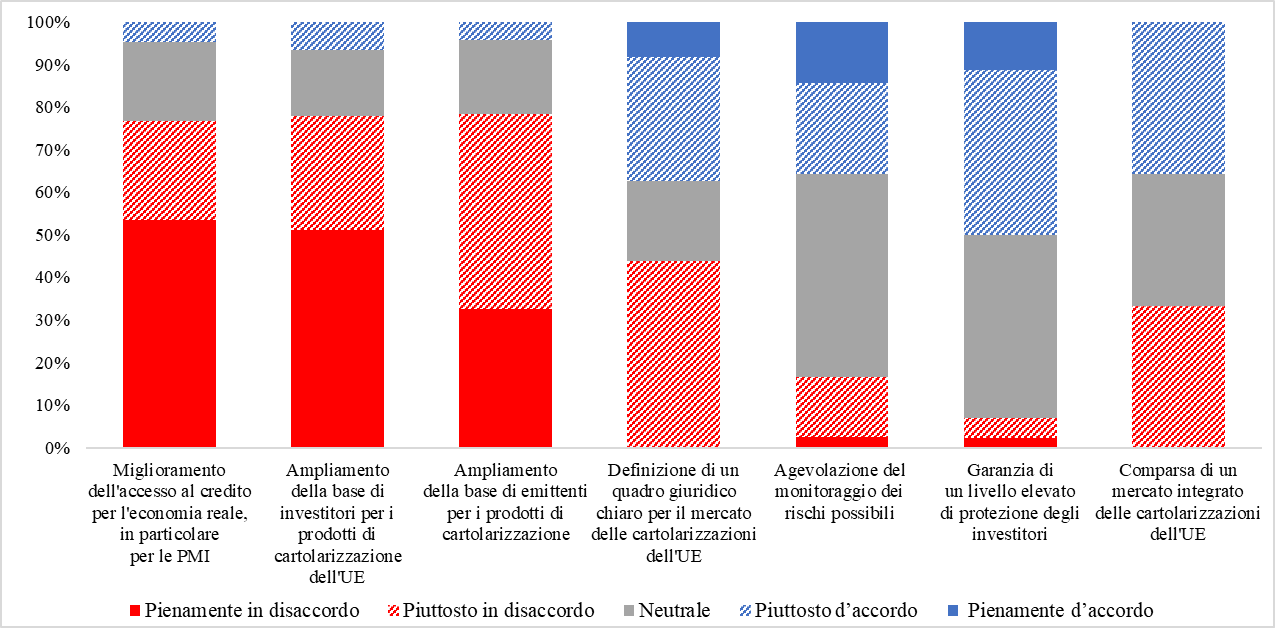 100%
90%
80%
70%
60%
50%
40%
30%
20%
10%
0%
Miglioramento
dell'accesso al credito
per l'economia reale,
in particolare
per le PMI
Ampliamento
della base di
investitori per i
prodotti di
cartolarizzazione
dell'UE
Ampliamento
della base di emittenti
per i prodotti di
cartolarizzazione
Definizione di un
quadro giuridico
chiaro per il mercato
delle cartolarizzazioni
dell'UE
Agevolazione del
monitoraggio dei
rischi possibili
Garanzia di
un livello elevato
di protezione degli
investitori
Comparsa di un
mercato integrato
delle cartolarizzazioni
dell'UE
Pienamente in disaccordo
Piuttosto in disaccordo
Neutrale
Piuttosto d’accordo
Pienamente d’accordo